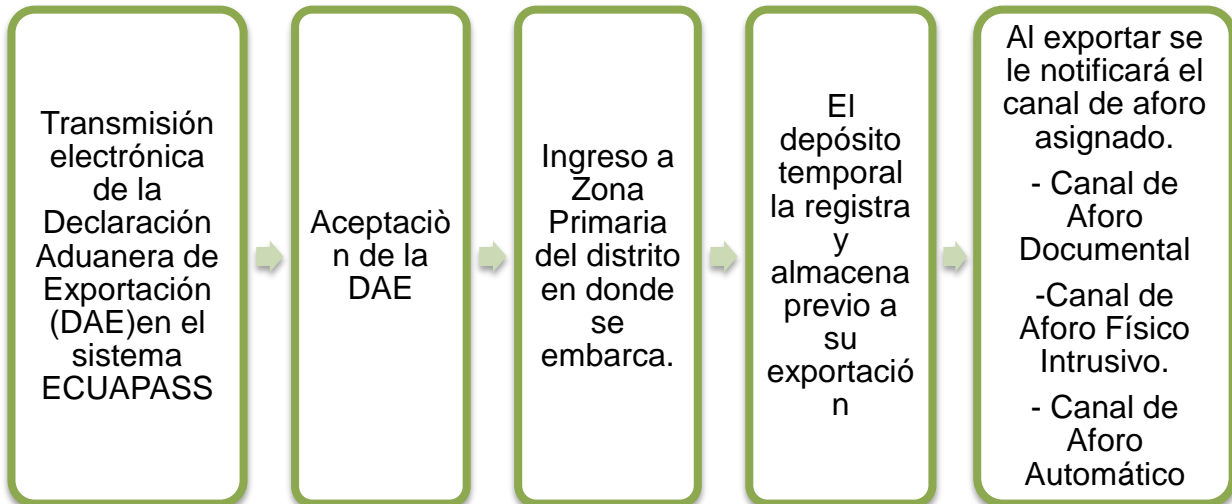 Transmisión
electrónica
de la
Declaración
Aduanera de
Exportación
(DAE)en el
sistema
ECUAPASS
Aceptaciò
n de la
DAE
Ingreso a
Zona
Primaria
del distrito
en donde
se
embarca.
El
depósito
temporal
la registra
y
almacena
previo a
su
exportació
n
Al exportar se
le notificará el
canal de aforo
asignado.
- Canal de
Aforo
Documental
-Canal de
Aforo Físico
Intrusivo.
- Canal de
Aforo
Automático